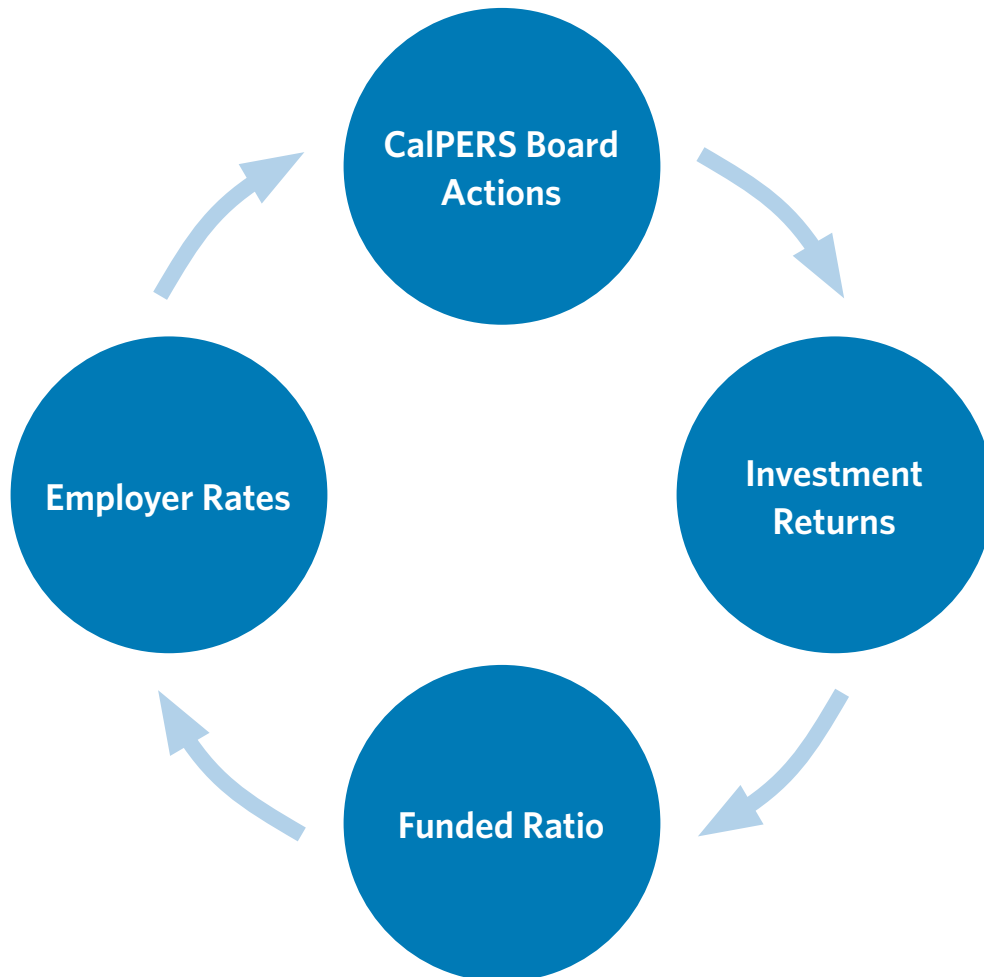 CalPERS Board
Actions
Investment
Returns
Funded Ratio
Employer Rates